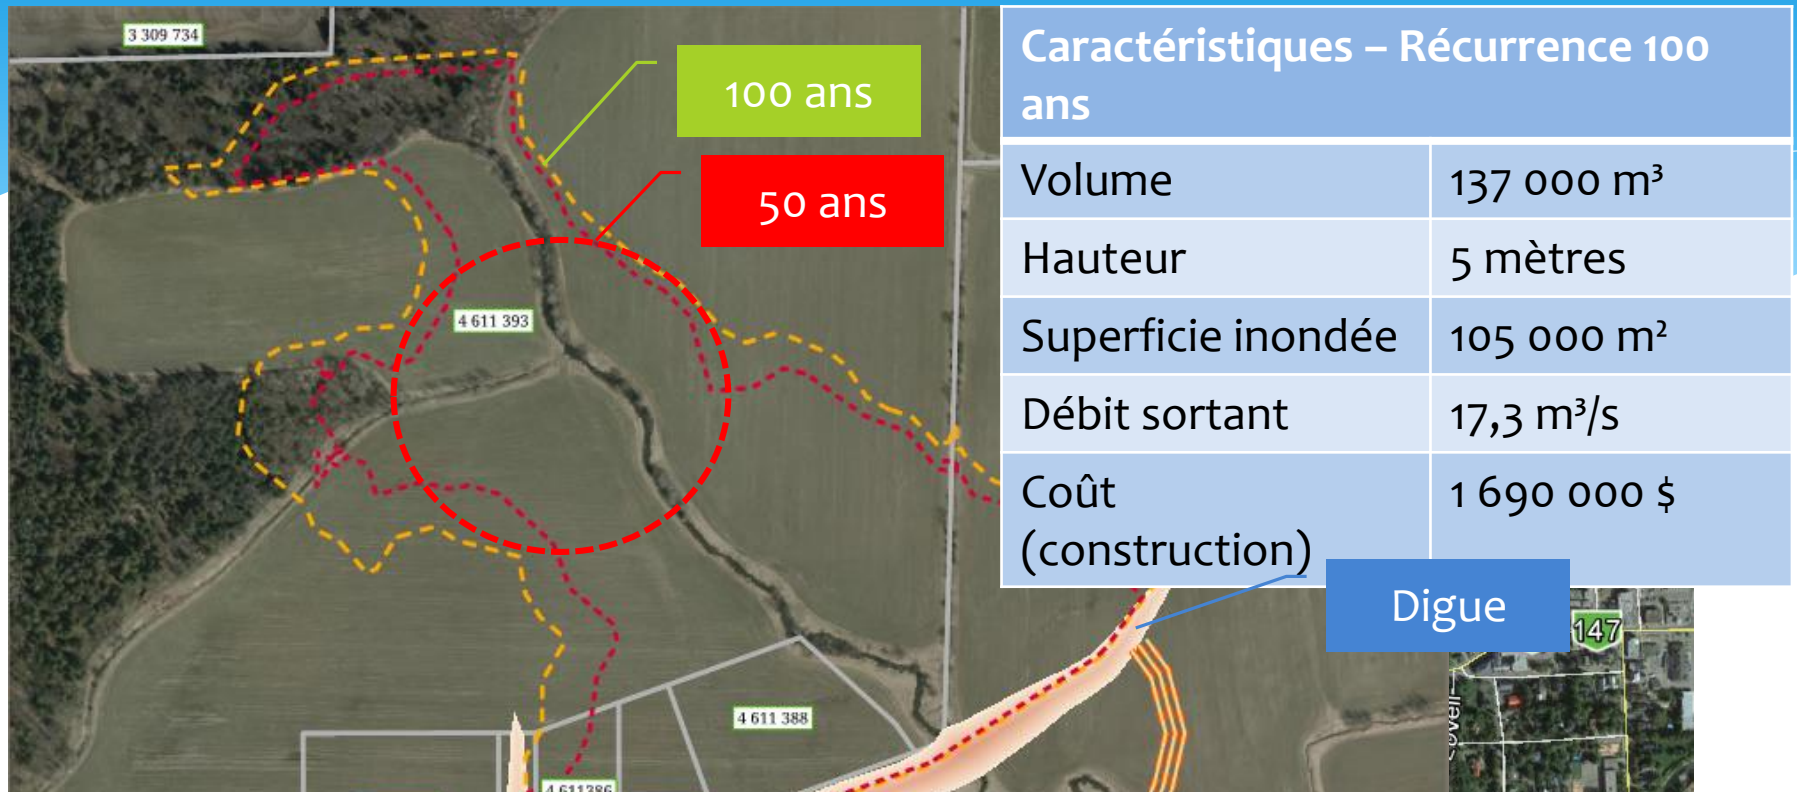 3 309 734
100 ans
50 ans
4 611 393
4 611 388
4 611386
Caractéristiques – Récurrence 100
ans
Volume 137 000 m³
Hauteur 5 mètres
Superficie inondée 105 000 m²
Débit sortant 17,3 m³/s
Coût 1 690 000 $
(construction)
Digue
147